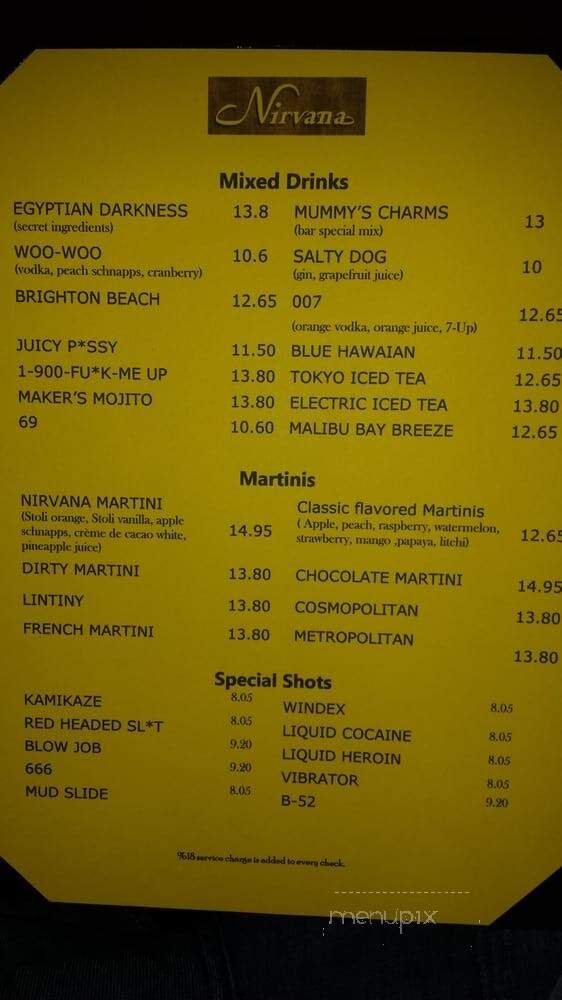 Nirvana
Mixed Drinks
EGYPTIAN DARKNESS 13.8
(secret ingredients)
WOO-WOO 10.6
(vodka, peach schnapps, cranberry)
BRIGHTON BEACH 12.65
JUICY P*SSY 11.50
1-900-FU*K-ME UP 13.80
MAKER'S MOJITO 13.80
69 10.60
MUMMY'S CHARMS 13
(bar special mix)
SALTY DOG 10
(gin, grapefruit juice)
007 12.65
(orange vodka, orange juice, 7-Up)
BLUE HAWAIAN 11.50
TOKYO ICED TEA 12.65
ELECTRIC ICED TEA 13.80
MALIBU BAY BREEZE 12.65
Martinis
NIRVANA MARTINI
(Stoli orange, Stoli vanilla, apple
schnapps, crème de cacao white, 14.95
pineapple juice)
DIRTY MARTINI 13.80
LINTINY 13.80
FRENCH MARTINI 13.80
Classic flavored Martinis
( Apple, peach, raspberry, watermelon,
strawberry, mango ,papaya, litchi) 12.65
CHOCOLATE MARTINI 14.95
COSMOPOLITAN 13.80
METROPOLITAN 13.80
Special Shots
KAMIKAZE 8.05
RED HEADED SL*T 8.05
BLOW JOB 9.20
666 9.20
MUD SLIDE 8.05
WINDEX 8.05
LIQUID COCAINE 8.05
LIQUID HEROIN 8.05
VIBRATOR 8.05
B-52 9.20
%18 service charge is added to every check.
menupix